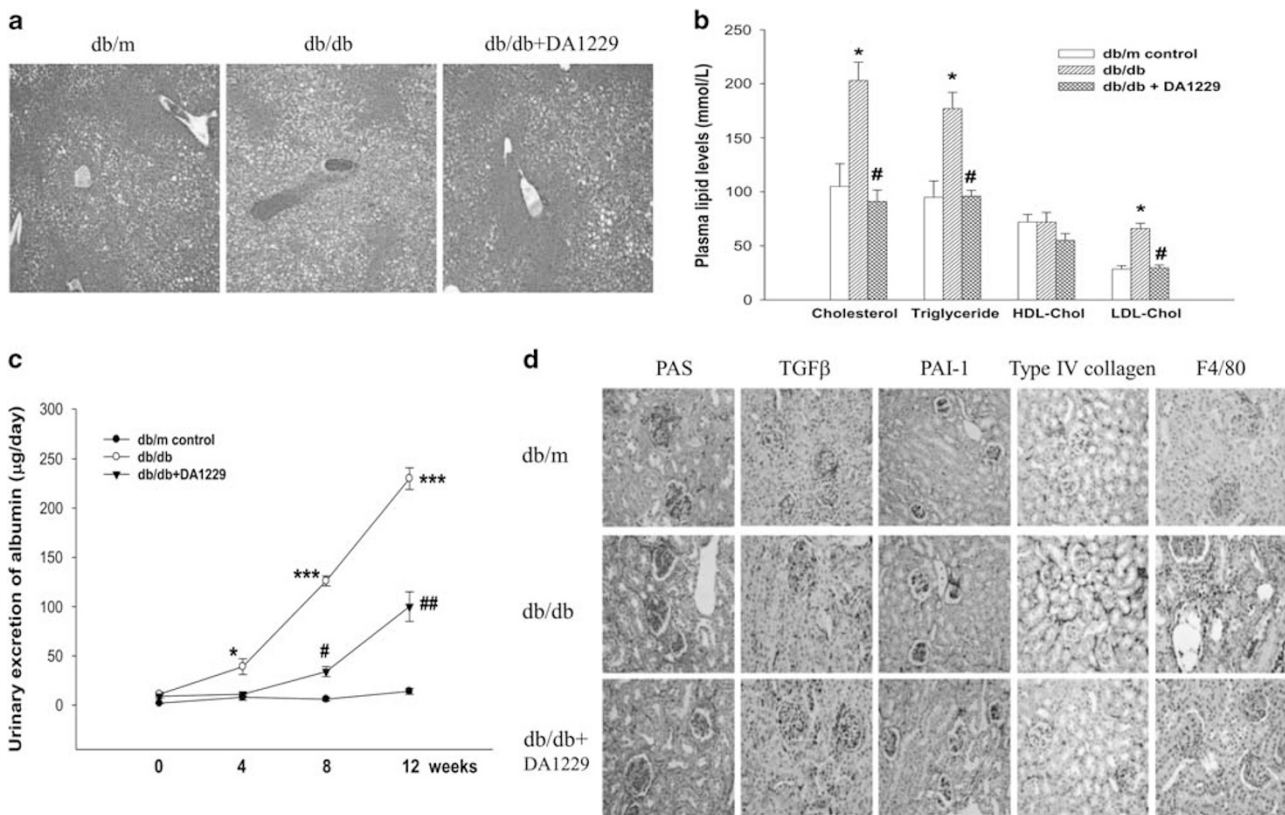 a
db/m
db/db
db/db+DA1229
b
Plasma lipid levels (mmol/L)
250
200
150
100
50
0
*
#
*
#
*
#
db/m control
db/db
db/db + DA1229
Cholesterol
Triglyceride
HDL-Chol
LDL-Chol
c
Urinary excretion of albumin (µg/day)
300
250
200
150
100
50
0
db/m control
db/db
db/db+DA1229
*
***
#
***
##
0
4
8
12 weeks
d
PAS
TGFβ
PAI-1
Type IV collagen
F4/80
db/m
db/db
db/db+
DA1229